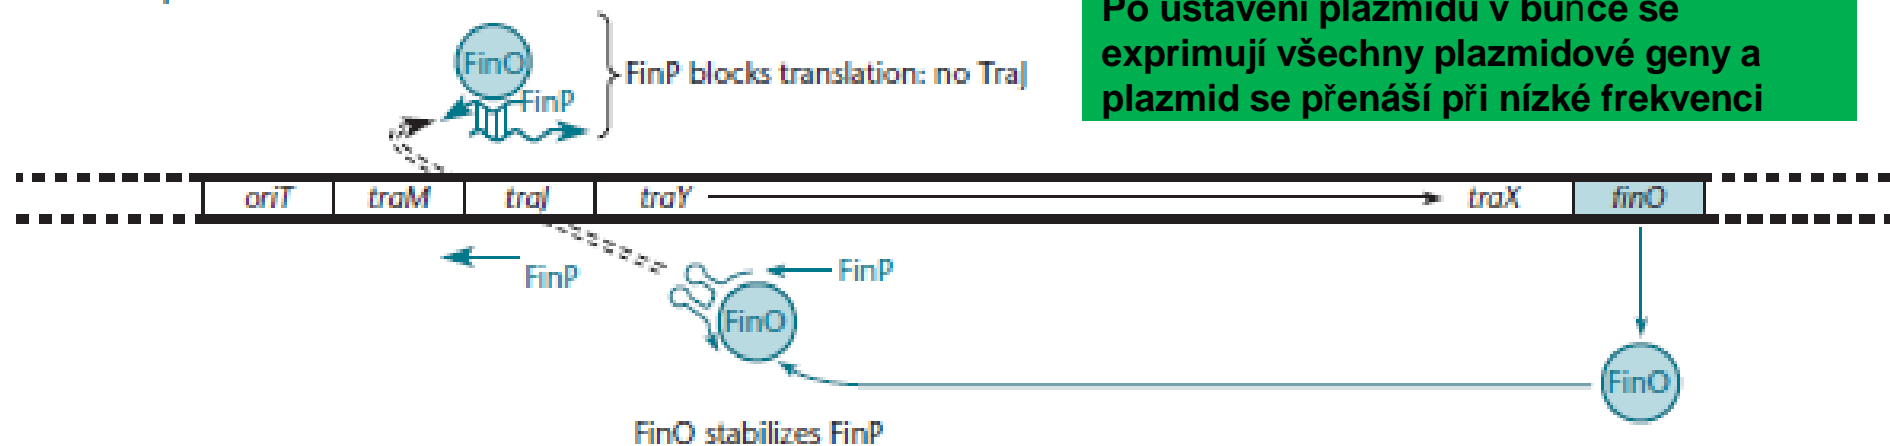 Po ustavení plazmidu v buňce se
exprimují všechny plazmidové geny a
plazmid se přenáší při nízké frekvenci
FinO
FinP
FinP blocks translation: no TraJ
oriT traM traJ traY traX finO
FinP
FinP
FinO
FinO
FinO stabilizes FinP